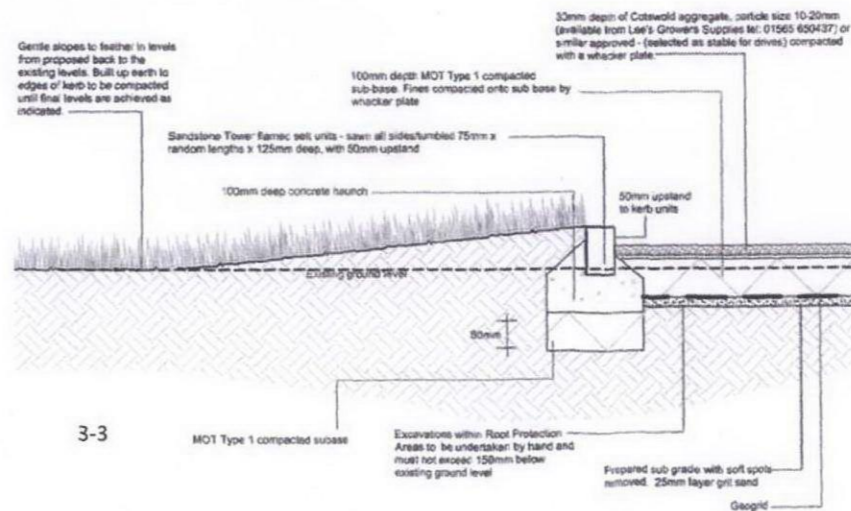 30mm depth of Cotswold aggregate, particle size 10-20mm
(available from Lee's Growers Supplies tel: 01565 650437) or
similar approved - (selected as stable for drives) compacted
with a whacker plate.
Gentle slopes to feather in levels
from proposed back to the
existing levels. Built up earth to
edges of kerb to be compacted
until final levels are achieved as
indicated.
100mm depth MOT Type 1 compacted
sub-base. Fines compacted onto sub base by
whacker plate
Sandstone Tower flamed sett units - sawn all sides/tumbled 75mm x
random lengths x 125mm deep, with 50mm upstand
100mm deep concrete haunch
50mm upstand
to kerb units
Existing ground level
80mm
3-3
MOT Type 1 compacted subase
Excavations within Root Protection
Areas to be undertaken by hand and
must not exceed 150mm below
existing ground level
Prepared sub grade with soft spots
removed. 25mm layer grit sand
Geogrid